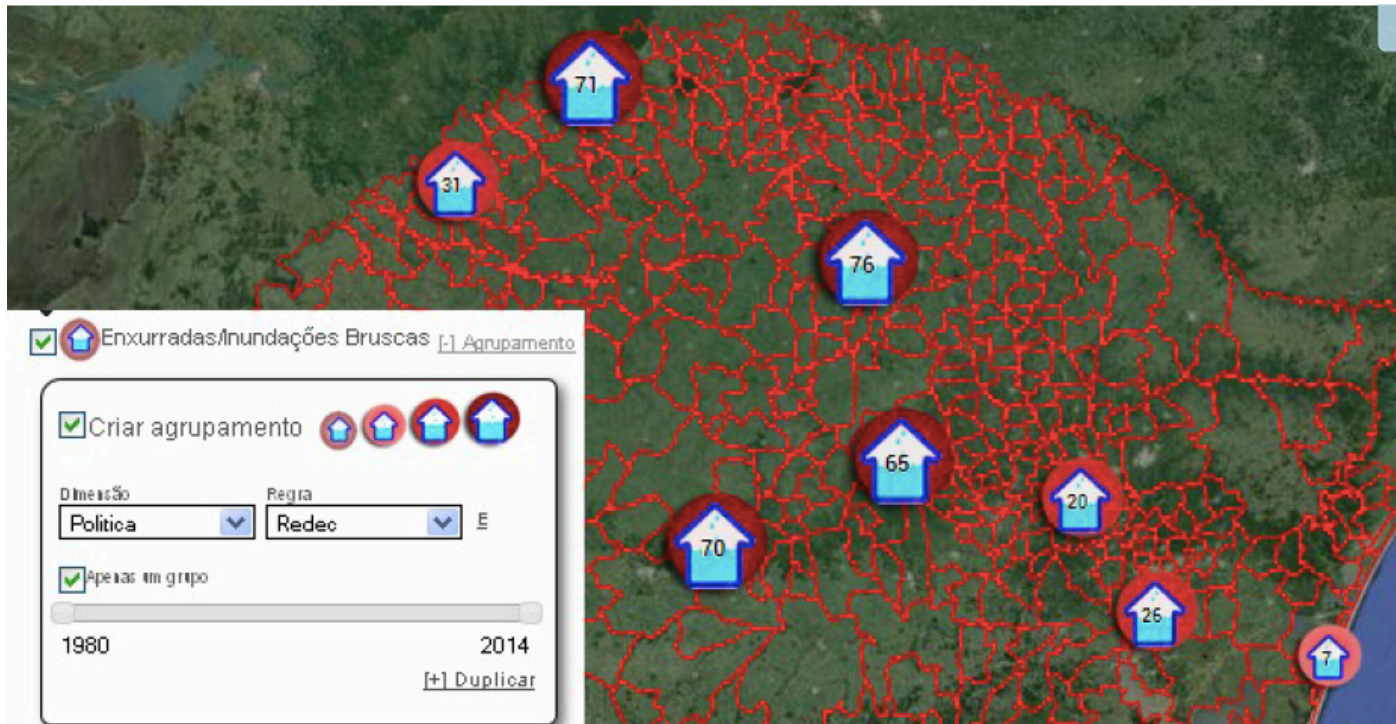 71
31
76
Enxurradas/Inundações Bruscas [-] Agrupamento
Criar agrupamento
Dimensão Regra
Politica Redec E
Apenas um grupo
1980 2014
[+] Duplicar
65
20
70
26
7